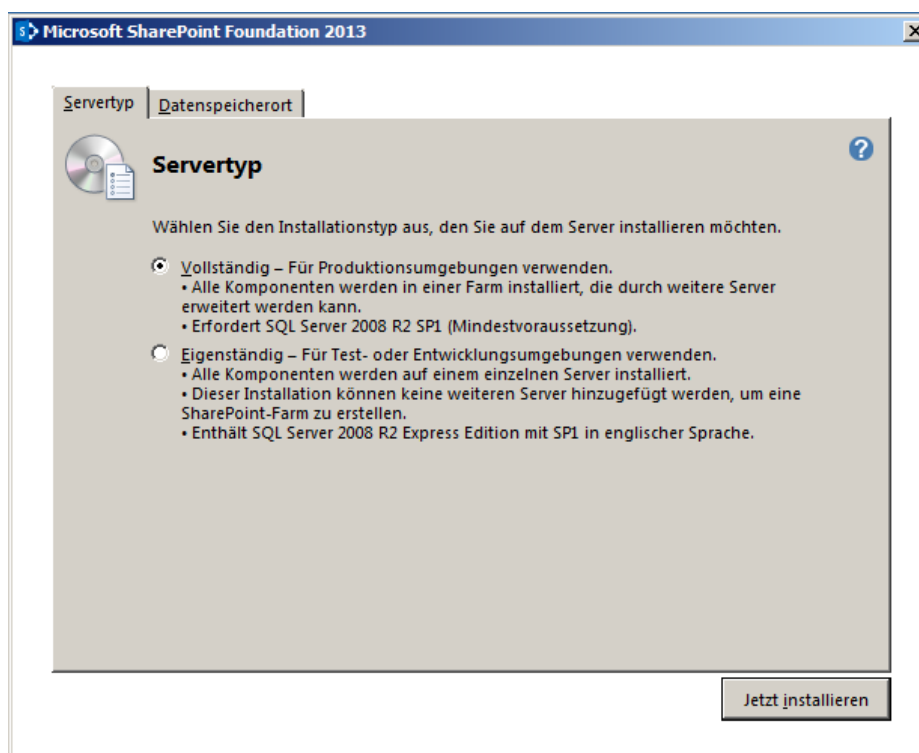 Microsoft SharePoint Foundation 2013
Servertyp
Datenspeicherort
Servertyp
Wählen Sie den Installationstyp aus, den Sie auf dem Server installieren möchten.
Vollständig – Für Produktionsumgebungen verwenden.
• Alle Komponenten werden in einer Farm installiert, die durch weitere Server
erweitert werden kann.
• Erfordert SQL Server 2008 R2 SP1 (Mindestvoraussetzung).
Eigenständig – Für Test- oder Entwicklungsumgebungen verwenden.
• Alle Komponenten werden auf einem einzelnen Server installiert.
• Dieser Installation können keine weiteren Server hinzugefügt werden, um eine
SharePoint-Farm zu erstellen.
• Enthält SQL Server 2008 R2 Express Edition mit SP1 in englischer Sprache.
Jetzt installieren